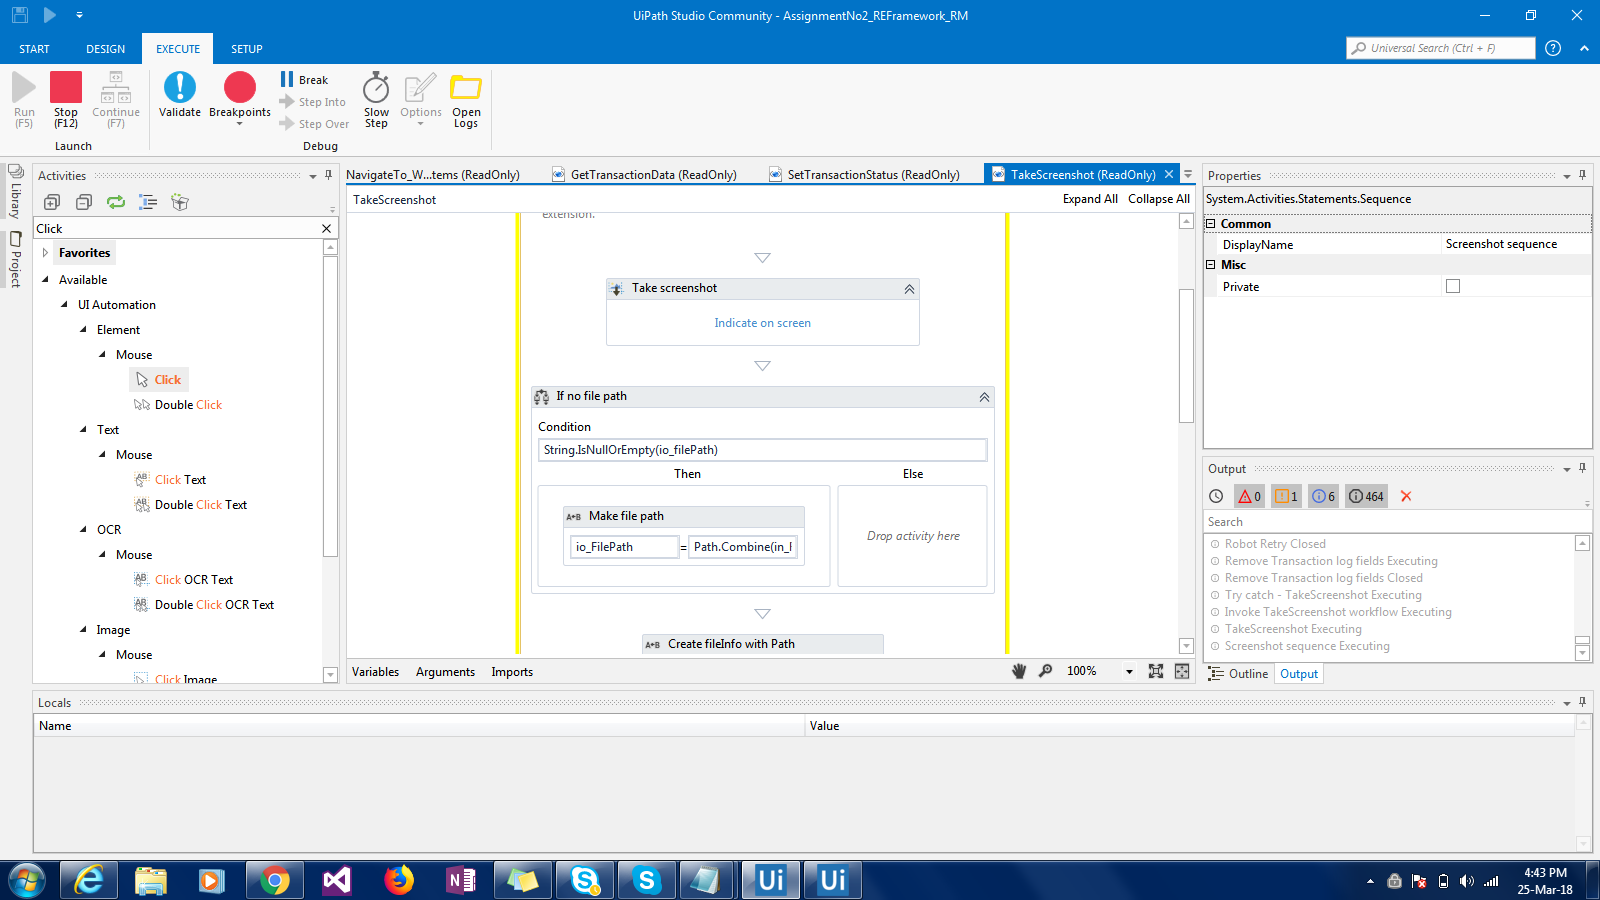 UiPath Studio Community - AssignmentNo2_REFramework_RM
START DESIGN EXECUTE SETUP
Universal Search (Ctrl + F)
Run (F5)
Stop (F12)
Continue (F7)
Launch
Validate
Breakpoints
Break
Step Into
Step Over
Slow Step
Options
Open Logs
Debug
Library
Project
Activities
Click
Favorites
Available
UI Automation
Element
Mouse
Click
Double Click
Text
Mouse
Click Text
Double Click Text
OCR
Mouse
Click OCR Text
Double Click OCR Text
Image
Mouse
Click Image
NavigateTo_W...tems (ReadOnly)
GetTransactionData (ReadOnly)
SetTransactionStatus (ReadOnly)
TakeScreenshot (ReadOnly)
TakeScreenshot
Expand All Collapse All
extension.
Take screenshot
Indicate on screen
If no file path
Condition
String.IsNullOrEmpty(io_filePath)
Then Else
A+B Make file path
io_FilePath = Path.Combine(in_
Drop activity here
A+B Create fileInfo with Path
Variables Arguments Imports
100%
Properties
System.Activities.Statements.Sequence
Common
DisplayName Screenshot sequence
Misc
Private
Output
0 1 6 464
Search
Robot Retry Closed
Remove Transaction log fields Executing
Remove Transaction log fields Closed
Try catch - TakeScreenshot Executing
Invoke TakeScreenshot workflow Executing
TakeScreenshot Executing
Screenshot sequence Executing
Outline Output
Locals
Name Value
Ui Ui
4:43 PM
25-Mar-18